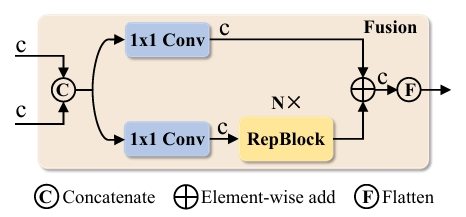 Fusion
c
1x1 Conv
c
C
c
F
N×
c
1x1 Conv
c
RepBlock
C Concatenate
Element-wise add
F Flatten